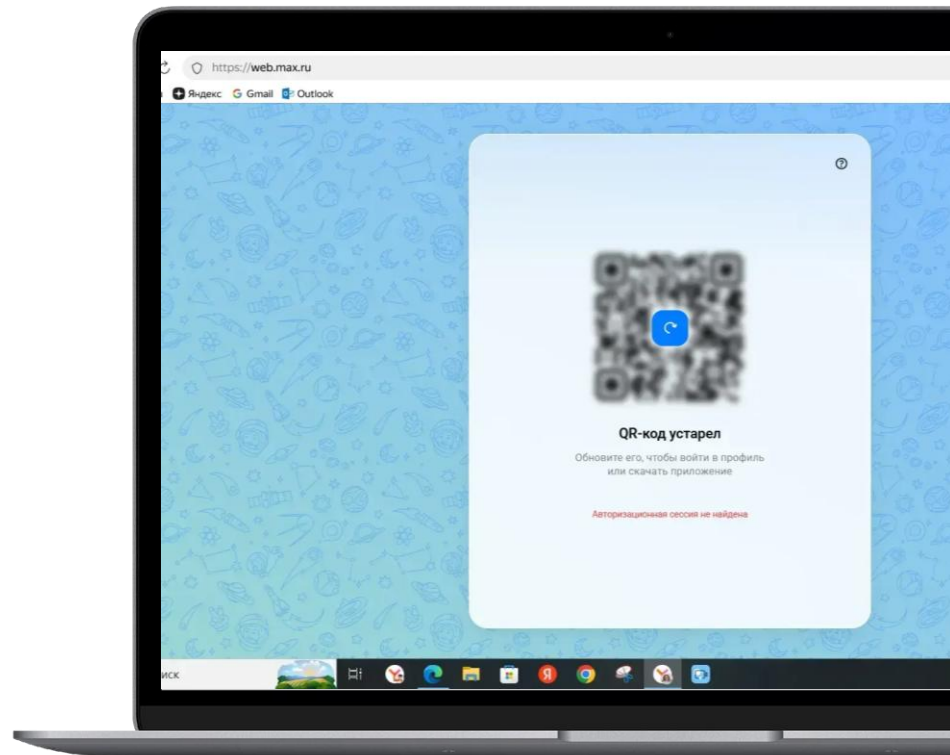 https://web.max.ru
Яндекс G Gmail Outlook
QR-код устарел
Обновите его, чтобы войти в профиль
или скачать приложение
Авторизационная сессия не найдена
иск